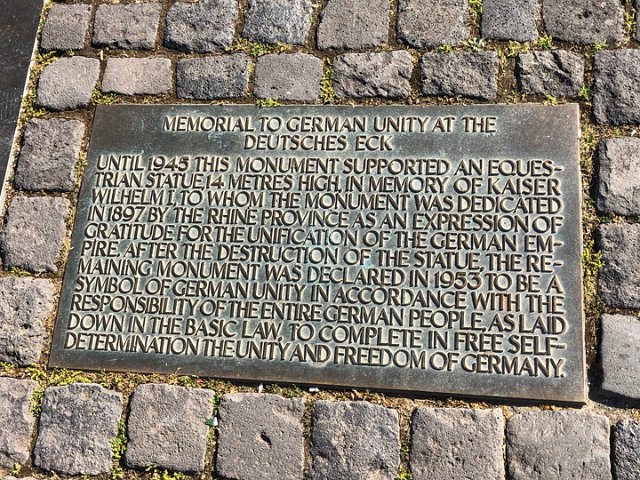 MEMORIAL TO GERMAN UNITY AT THE
DEUTSCHES ECK
UNTIL 1945 THIS MONUMENT SUPPORTED AN EQUES-
TRIAN STATUE, 14 METRES HIGH, IN MEMORY OF KAISER
WILHELM I, TO WHOM THE MONUMENT WAS DEDICATED
IN 1897 BY THE RHINE PROVINCE AS AN EXPRESSION OF
GRATITUDE FOR THE UNIFICATION OF THE GERMAN EM-
PIRE. AFTER THE DESTRUCTION OF THE STATUE, THE RE-
MAINING MONUMENT WAS DECLARED IN 1953 TO BE A
SYMBOL OF GERMAN UNITY IN ACCORDANCE WITH THE
RESPONSIBILITY OF THE ENTIRE GERMAN PEOPLE, AS LAID
DOWN IN THE BASIC LAW, TO COMPLETE IN FREE SELF-
DETERMINATION THE UNITY AND FREEDOM OF GERMANY.